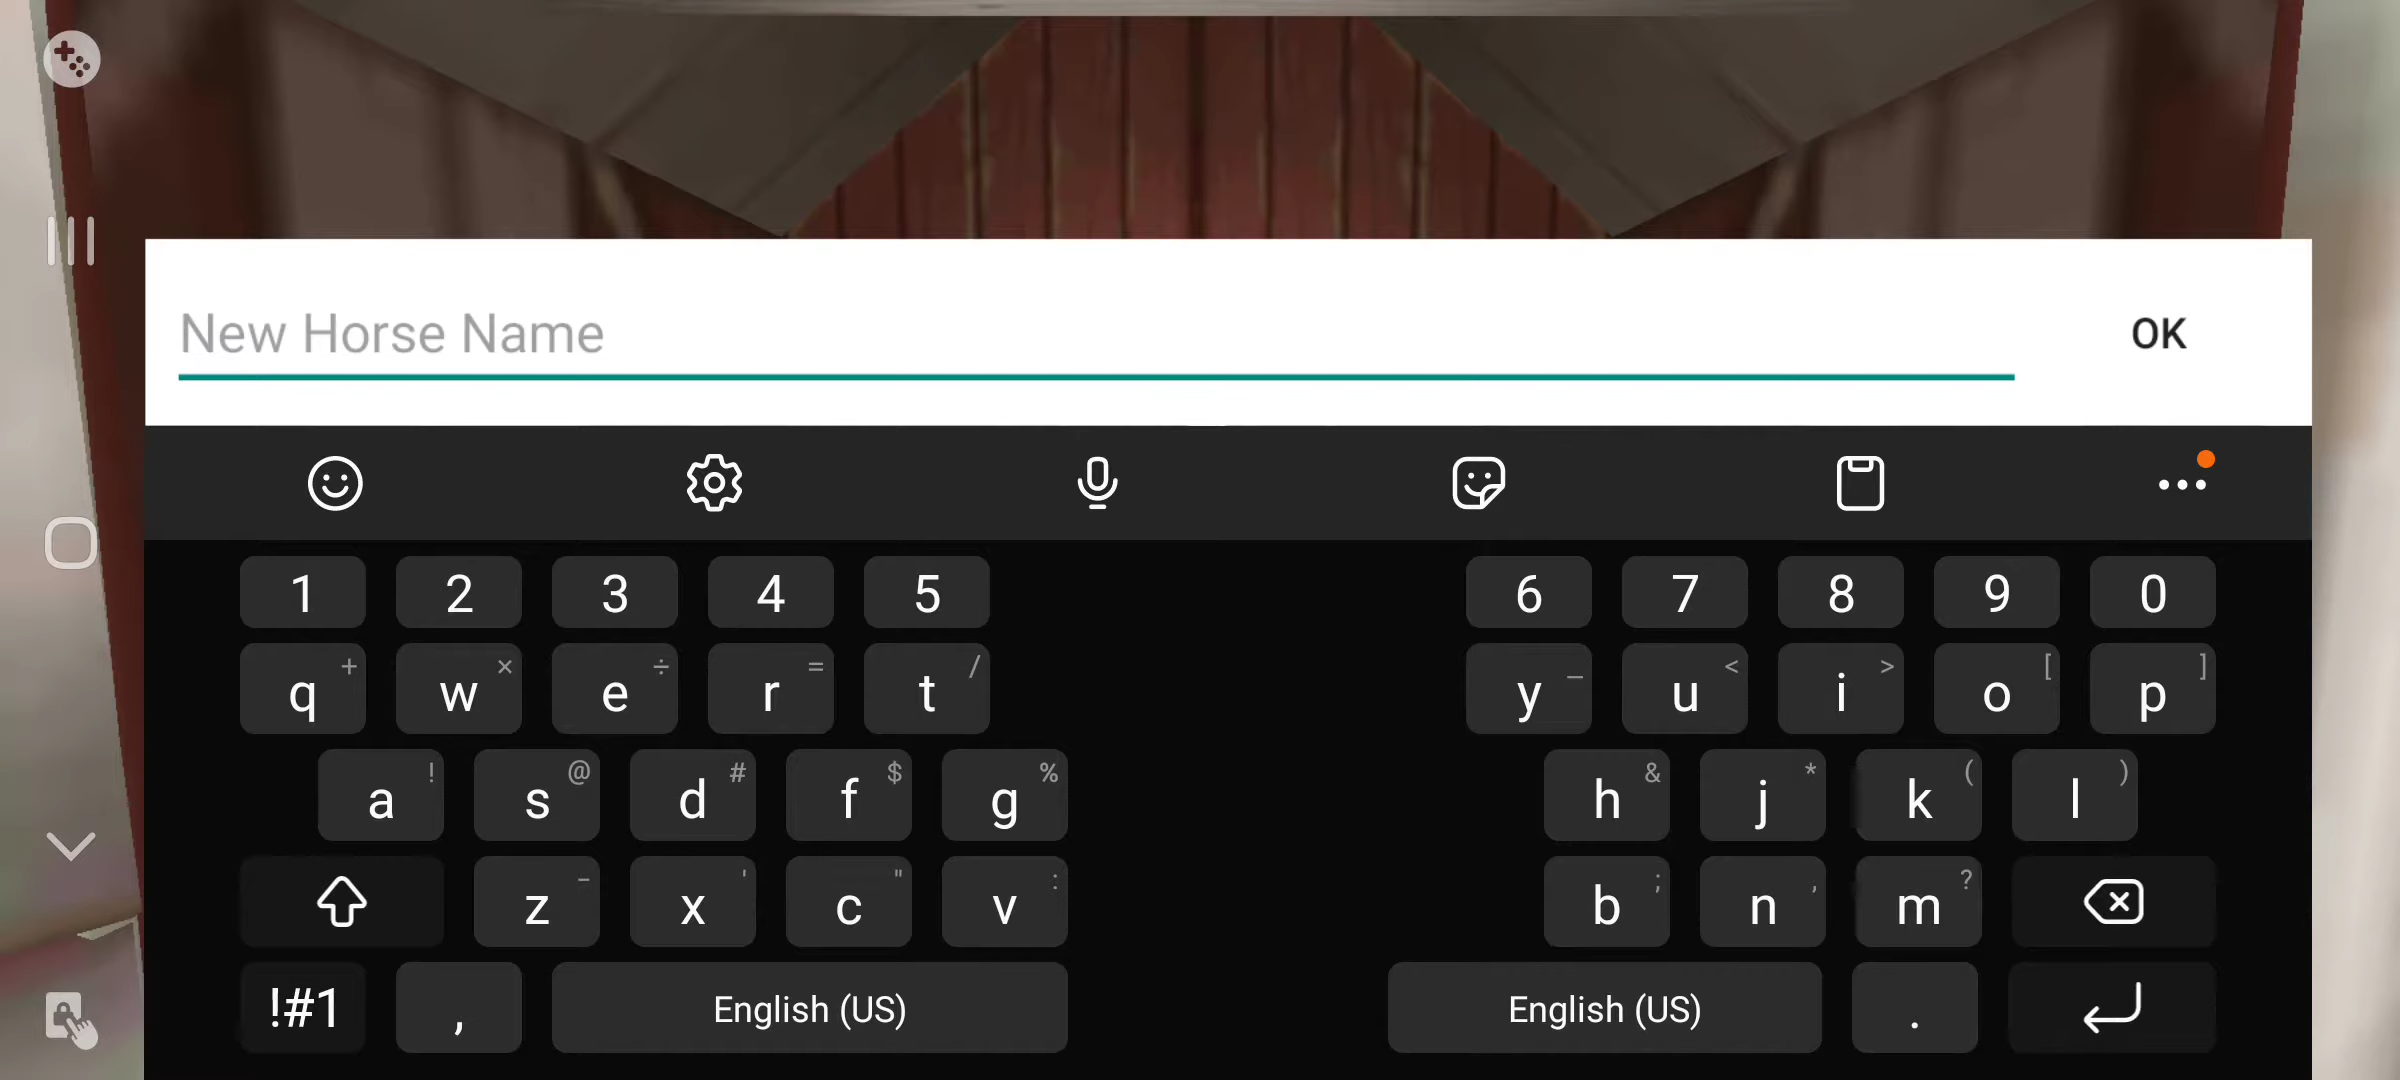 New Horse Name
OK
1 2 3 4 5 6 7 8 9 0
q + w × e ÷ r = t / y _ u < i > o [ p ]
a ! s @ d # f $ g % h & j * k ( l )
z - x ' c " v : b ; n , m ?
!#1 , English (US) English (US) .